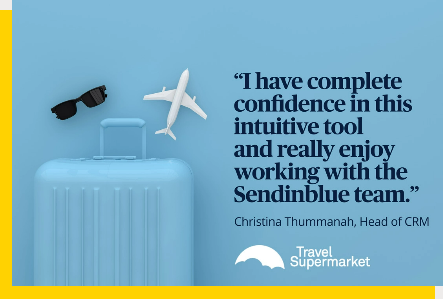 “I have complete
confidence in this
intuitive tool
and really enjoy
working with the
Sendinblue team.”
Christina Thummanah, Head of CRM
Travel
Supermarket